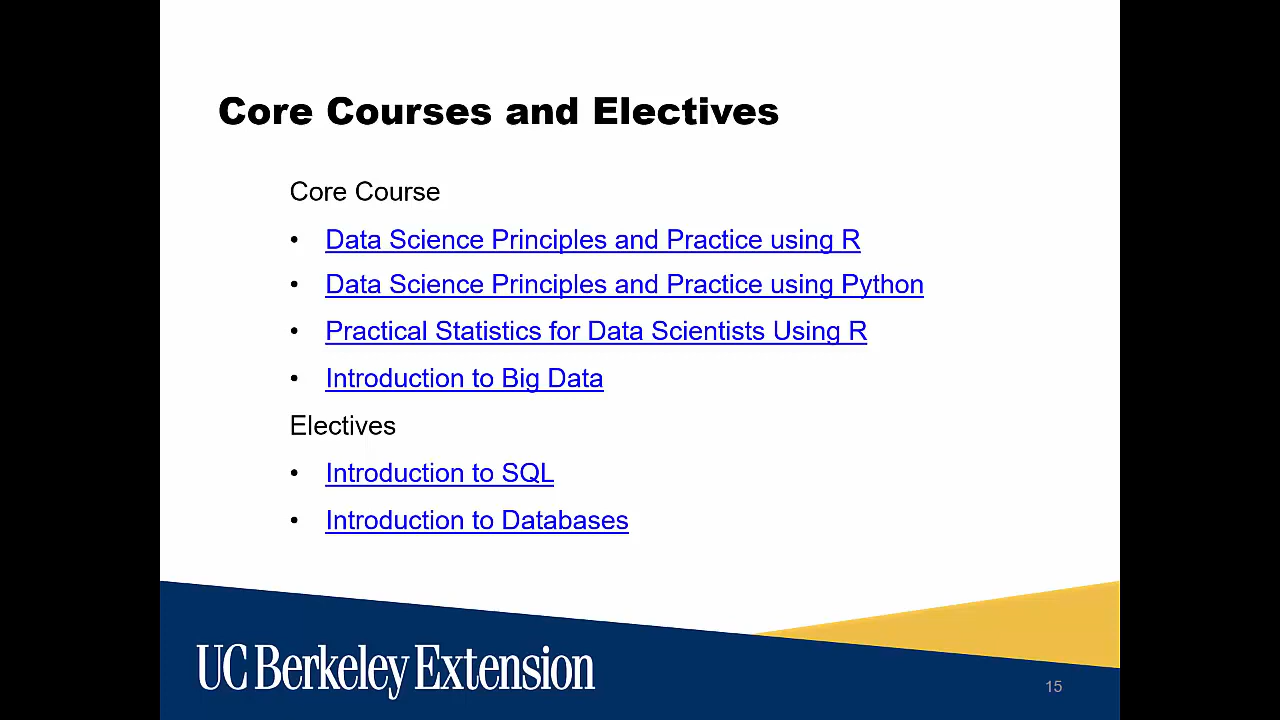 Core Courses and Electives
Core Course
• Data Science Principles and Practice using R
• Data Science Principles and Practice using Python
• Practical Statistics for Data Scientists Using R
• Introduction to Big Data
Electives
• Introduction to SQL
• Introduction to Databases
UC Berkeley Extension
15